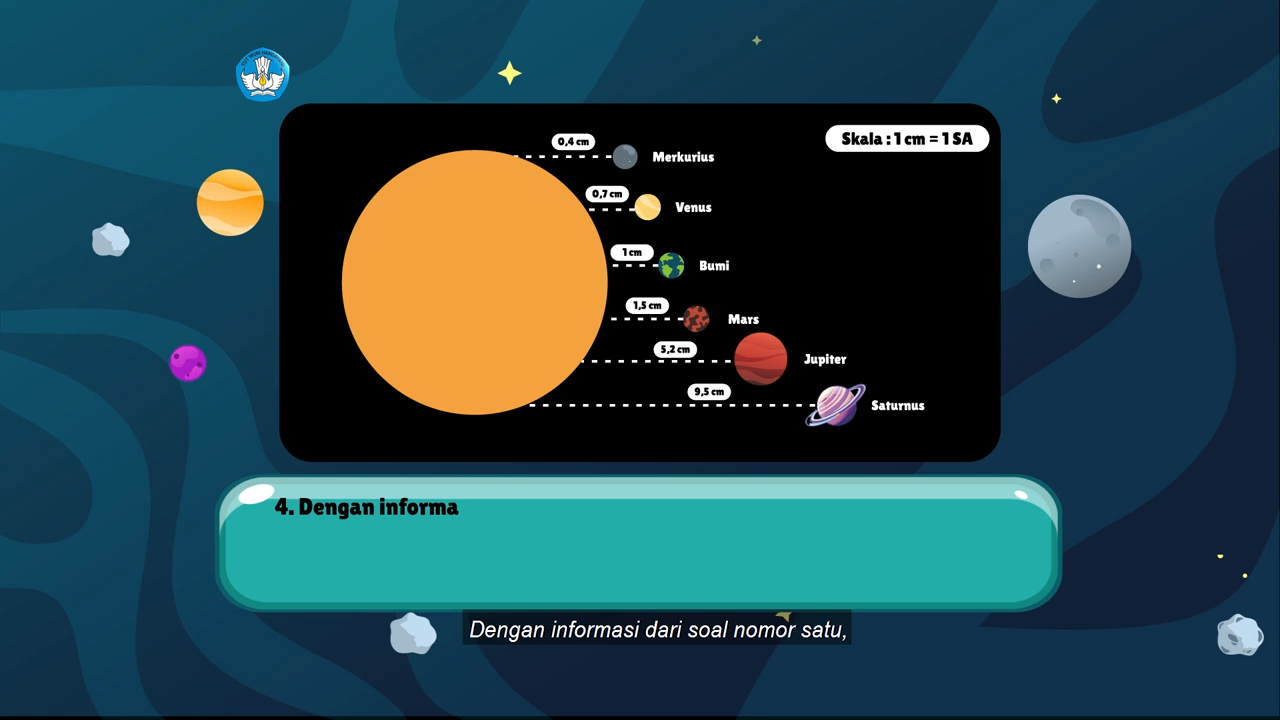 Skala : 1 cm = 1 SA
0,4 cm
Merkurius
0,7 cm
Venus
1 cm
Bumi
1,5 cm
Mars
5,2 cm
Jupiter
9,5 cm
Saturnus
4. Dengan informa
Dengan informasi dari soal nomor satu,